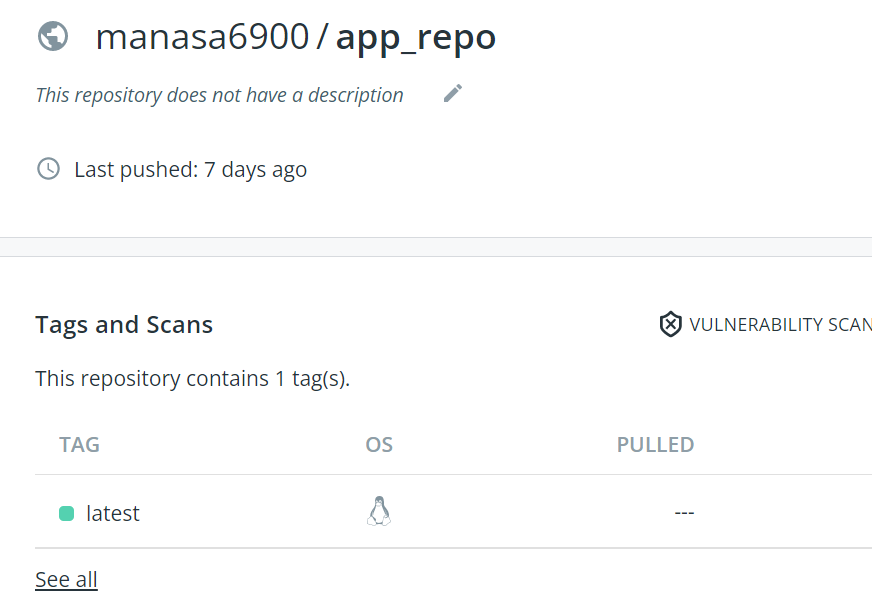 manasa6900 / app_repo
This repository does not have a description
Last pushed: 7 days ago
Tags and Scans
VULNERABILITY SCAN
This repository contains 1 tag(s).
TAG OS PULLED
latest ---
See all